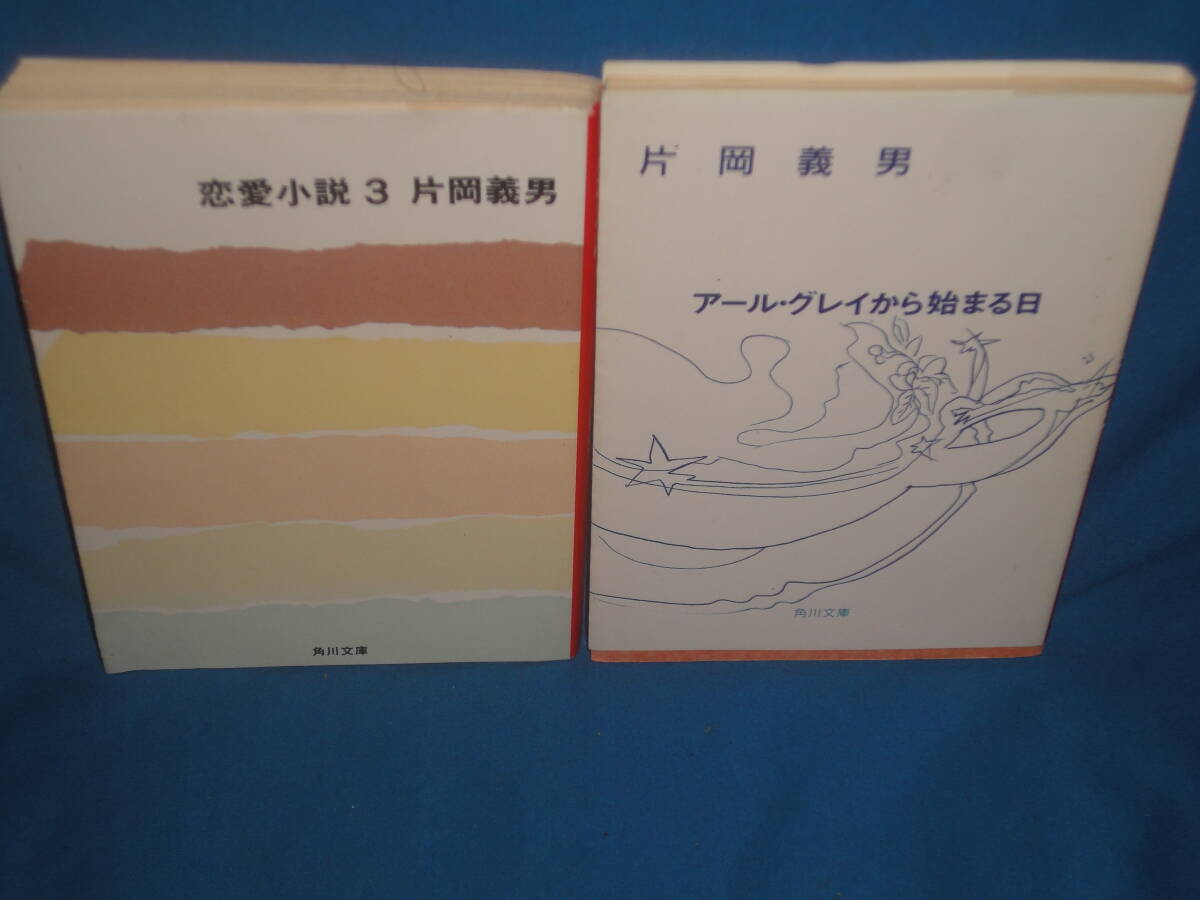 恋愛小説 3 片岡義男
角川文庫
片岡義男
アール・グレイから始まる日
角川文庫